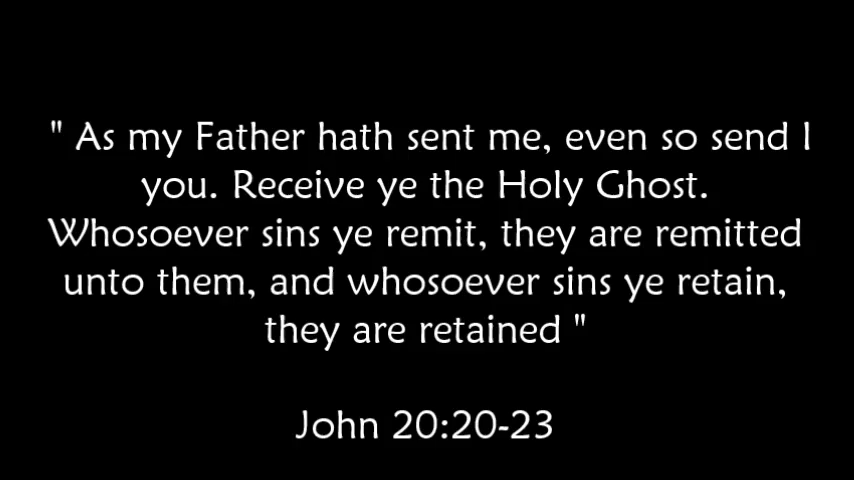 " As my Father hath sent me, even so send I
you. Receive ye the Holy Ghost.
Whosoever sins ye remit, they are remitted
unto them, and whosoever sins ye retain,
they are retained "
John 20:20-23